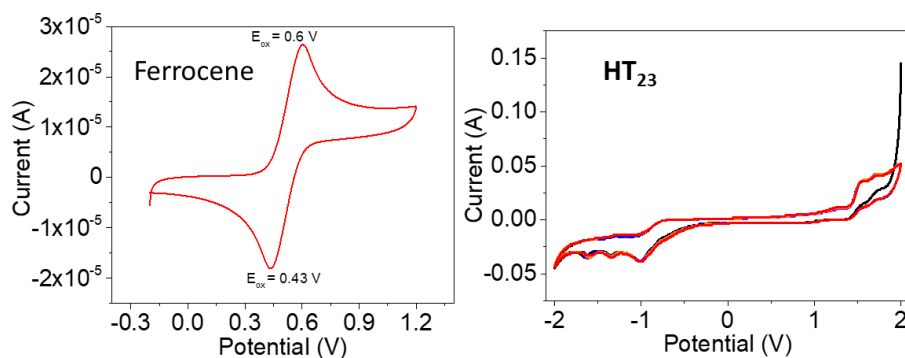 3x10⁻⁵
2x10⁻⁵
1x10⁻⁵
0
-1x10⁻⁵
-2x10⁻⁵
Current (A)
E_ox = 0.6 V
Ferrocene
E_ox = 0.43 V
-0.3 0.0 0.3 0.6 0.9 1.2
Potential (V)
0.15
0.10
0.05
0.00
-0.05
Current (A)
HT₂₃
-2 -1 0 1 2
Potential (V)